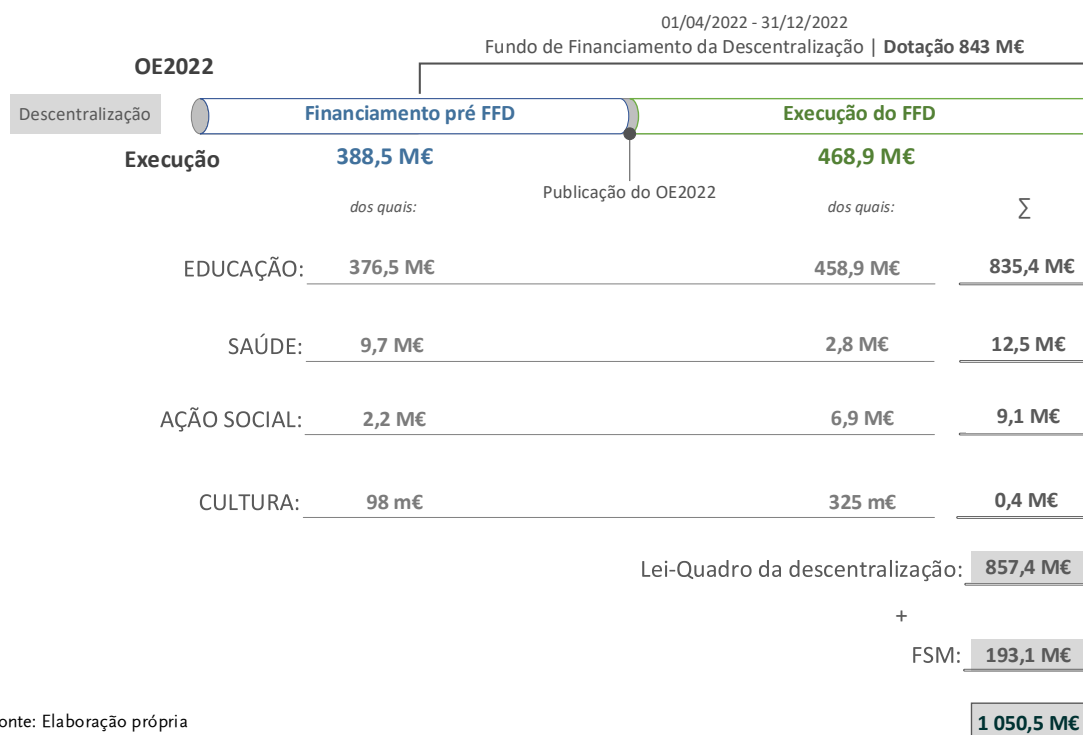 01/04/2022 - 31/12/2022
Fundo de Financiamento da Descentralização | Dotação 843 M€
OE2022
Descentralização
Financiamento pré FFD
Execução do FFD
Execução
388,5 M€
468,9 M€
Publicação do OE2022
dos quais:
dos quais:
∑
EDUCAÇÃO: 376,5 M€ 458,9 M€ 835,4 M€
SAÚDE: 9,7 M€ 2,8 M€ 12,5 M€
AÇÃO SOCIAL: 2,2 M€ 6,9 M€ 9,1 M€
CULTURA: 98 m€ 325 m€ 0,4 M€
Lei-Quadro da descentralização: 857,4 M€
+
FSM: 193,1 M€
onte: Elaboração própria
1 050,5 M€